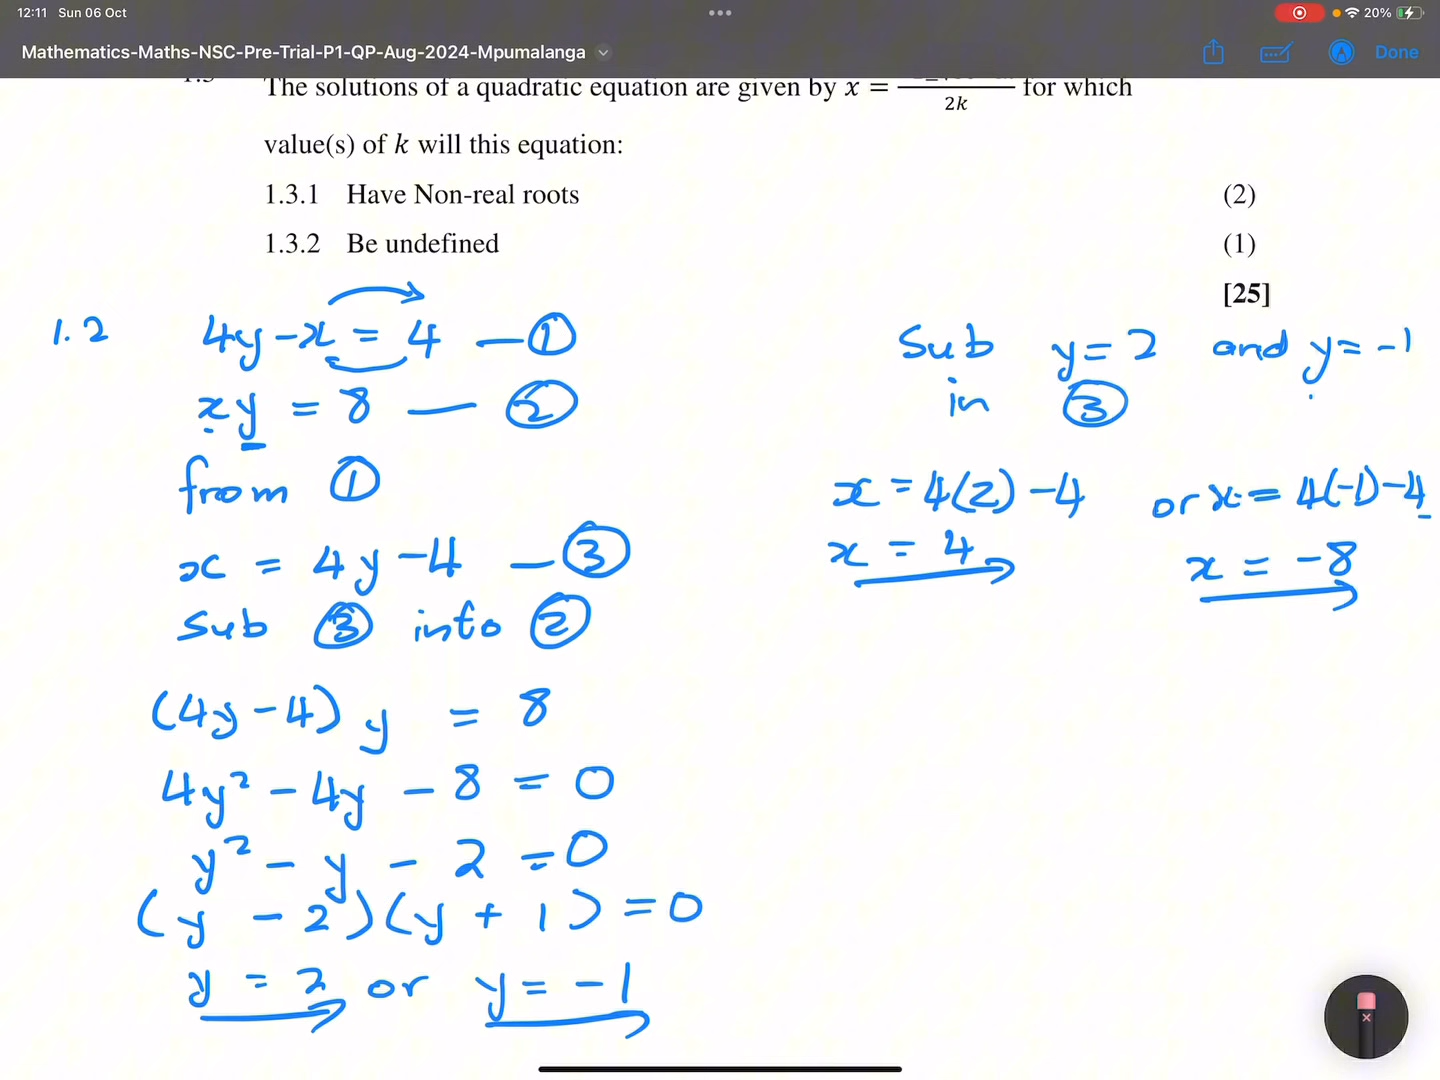 12:11 Sun 06 Oct
20%
Mathematics-Maths-NSC-Pre-Trial-P1-QP-Aug-2024-Mpumalanga
Done
The solutions of a quadratic equation are given by x = 2k for which
value(s) of k will this equation:
1.3.1 Have Non-real roots (2)
1.3.2 Be undefined (1)
[25]
1.2 4y - x = 4 — ①
xy = 8 — ②
from ①
x = 4y - 4 — ③
Sub ③ into ②
(4y - 4) y = 8
4y² - 4y - 8 = 0
y² - y - 2 = 0
(y - 2)(y + 1) = 0
y = 2 or y = -1
Sub y = 2 and y = -1
in ③
x = 4(2) - 4 or x = 4(-1) - 4
x = 4 x = -8